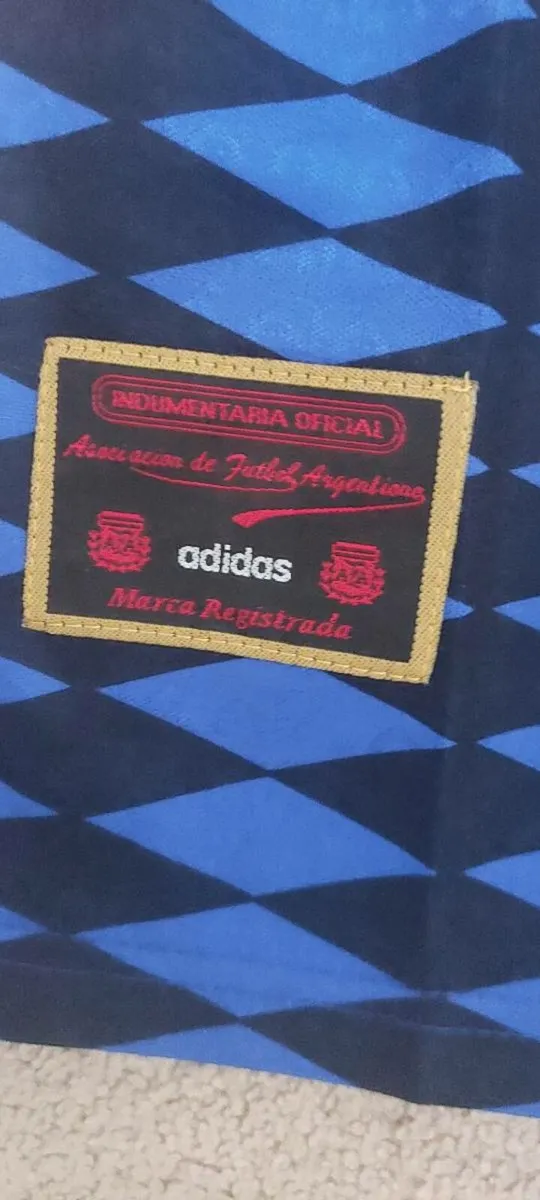 INDUMENTARIA OFICIAL
Asociacion de Futbol Argentino
adidas
Marca Registrada